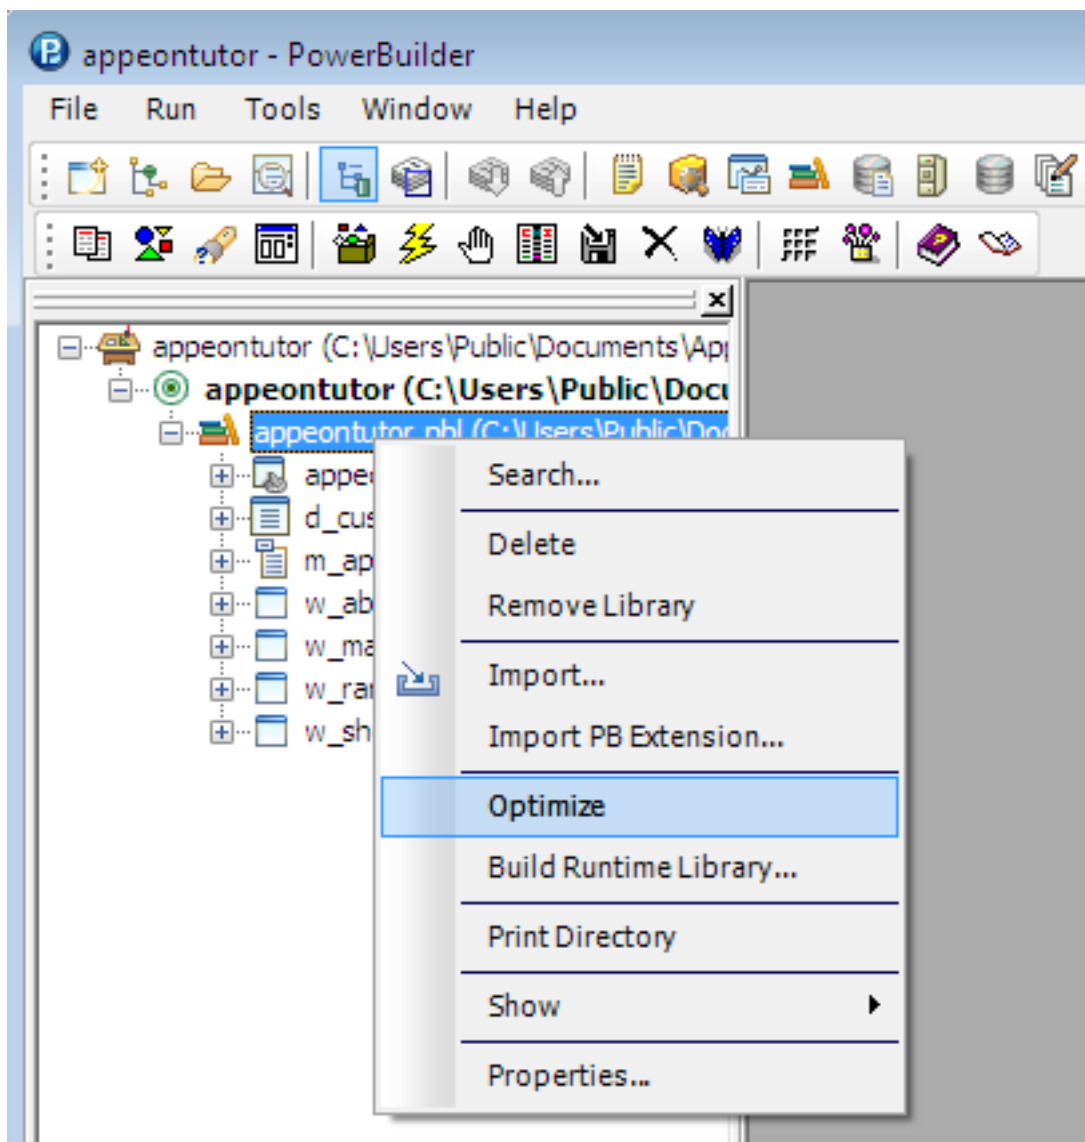 appeontutor - PowerBuilder
File Run Tools Window Help
appeontutor (C:\Users\Public\Documents\App
appeontutor (C:\Users\Public\Docu
appeontutor.pbl (C:\Users\Public\Doc
appe
d_cus
m_ap
w_ab
w_ma
w_ra
w_sh
Search...
Delete
Remove Library
Import...
Import PB Extension...
Optimize
Build Runtime Library...
Print Directory
Show
Properties...